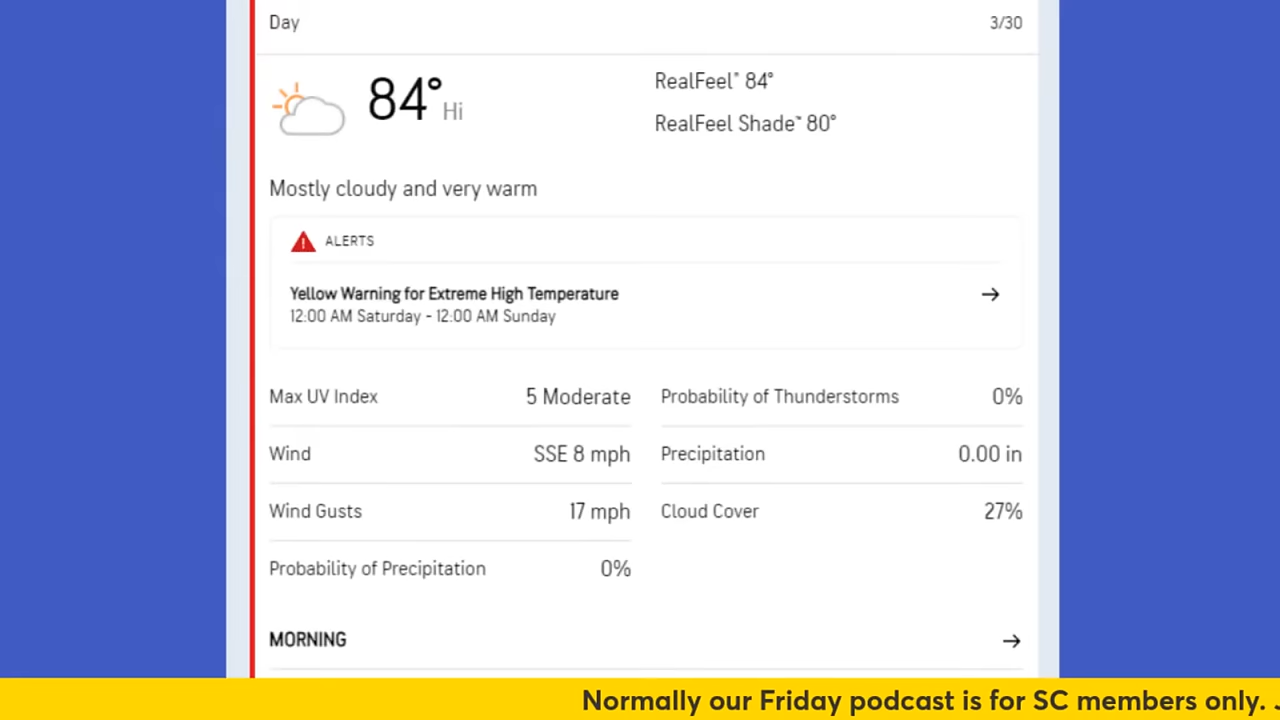 Day 3/30
84° Hi
RealFeel® 84°
RealFeel Shade™ 80°
Mostly cloudy and very warm
ALERTS
Yellow Warning for Extreme High Temperature
12:00 AM Saturday - 12:00 AM Sunday
Max UV Index 5 Moderate
Probability of Thunderstorms 0%
Wind SSE 8 mph
Precipitation 0.00 in
Wind Gusts 17 mph
Cloud Cover 27%
Probability of Precipitation 0%
MORNING
Normally our Friday podcast is for SC members only.